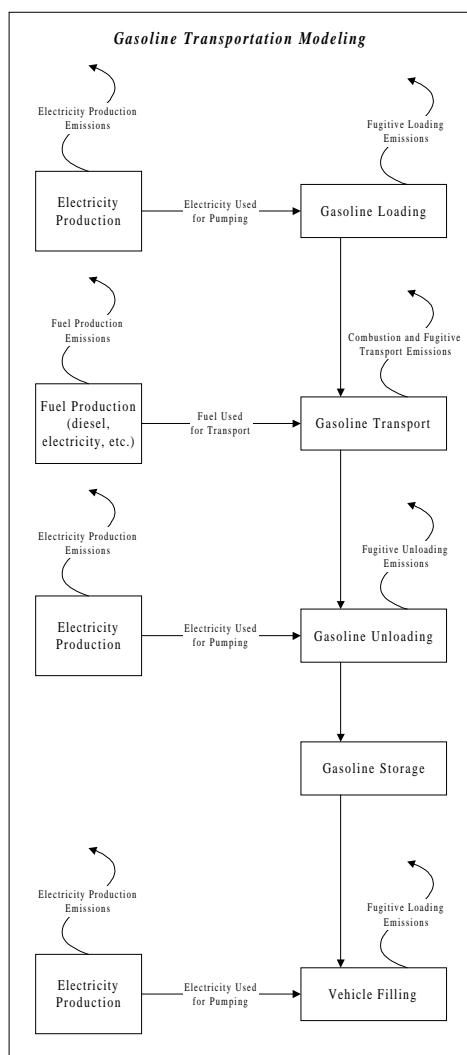 Gasoline Transportation Modeling
Electricity Production
Emissions
Fugitive Loading
Emissions
Electricity
Production
Electricity Used
for Pumping
Gasoline Loading
Fuel Production
Emissions
Combustion and Fugitive
Transport Emissions
Fuel Production
(diesel,
electricity, etc.)
Fuel Used
for Transport
Gasoline Transport
Electricity Production
Emissions
Fugitive Unloading
Emissions
Electricity
Production
Electricity Used
for Pumping
Gasoline Unloading
Gasoline Storage
Electricity Production
Emissions
Fugitive Loading
Emissions
Electricity
Production
Electricity Used
for Pumping
Vehicle Filling